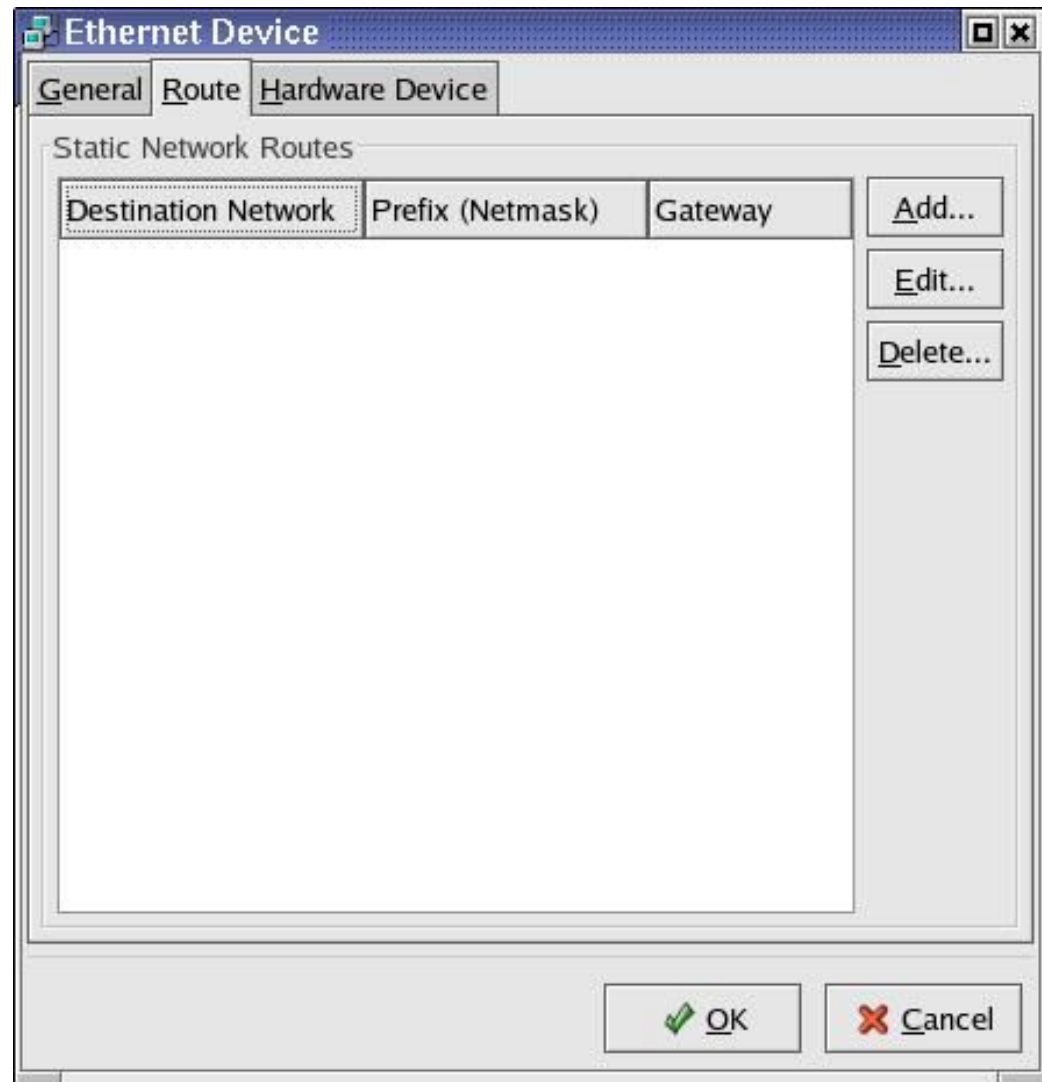 Ethernet Device
General Route Hardware Device
Static Network Routes
Destination Network Prefix (Netmask) Gateway
Add...
Edit...
Delete...
OK Cancel